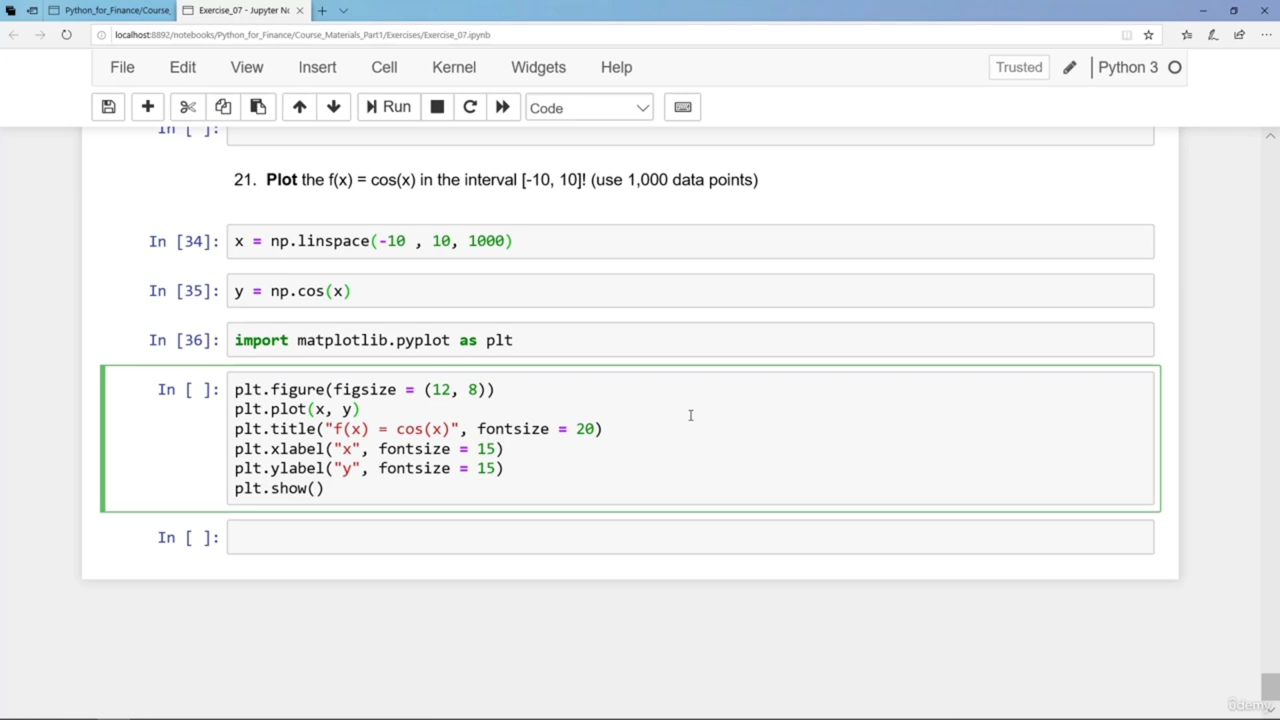 Python_for_Finance/Course_
Exercise_07 - Jupyter No
localhost:8892/notebooks/Python_for_Finance/Course_Materials_Part1/Exercises/Exercise_07.ipynb
File Edit View Insert Cell Kernel Widgets Help Trusted Python 3
Run Code
In [ ]:
21. Plot the f(x) = cos(x) in the interval [-10, 10]! (use 1,000 data points)
In [34]: x = np.linspace(-10 , 10, 1000)
In [35]: y = np.cos(x)
In [36]: import matplotlib.pyplot as plt
In [ ]: plt.figure(figsize = (12, 8))
plt.plot(x, y)
plt.title("f(x) = cos(x)", fontsize = 20)
plt.xlabel("x", fontsize = 15)
plt.ylabel("y", fontsize = 15)
plt.show()
In [ ]:
ûdemy